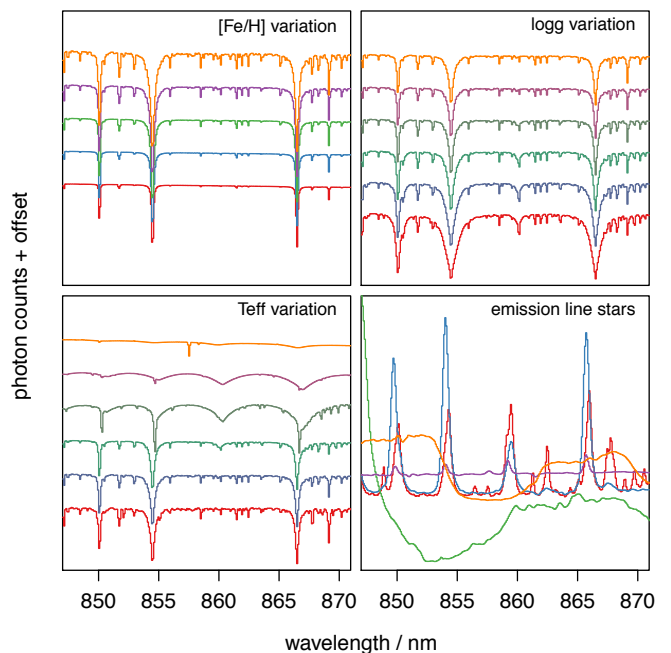 [Fe/H] variation
logg variation
Teff variation
emission line stars
photon counts + offset
850 855 860 865 870 850 855 860 865 870
wavelength / nm